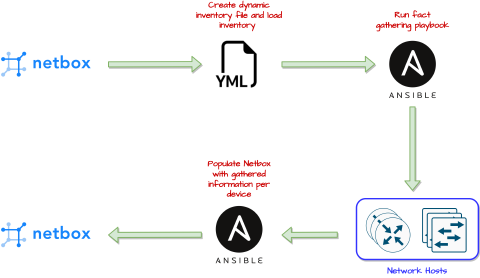 Create dynamic
inventory file and load
inventory
Run fact
gathering playbook
netbox
YML
ANSIBLE
Populate Netbox
with gathered
information per
device
netbox
ANSIBLE
Network Hosts